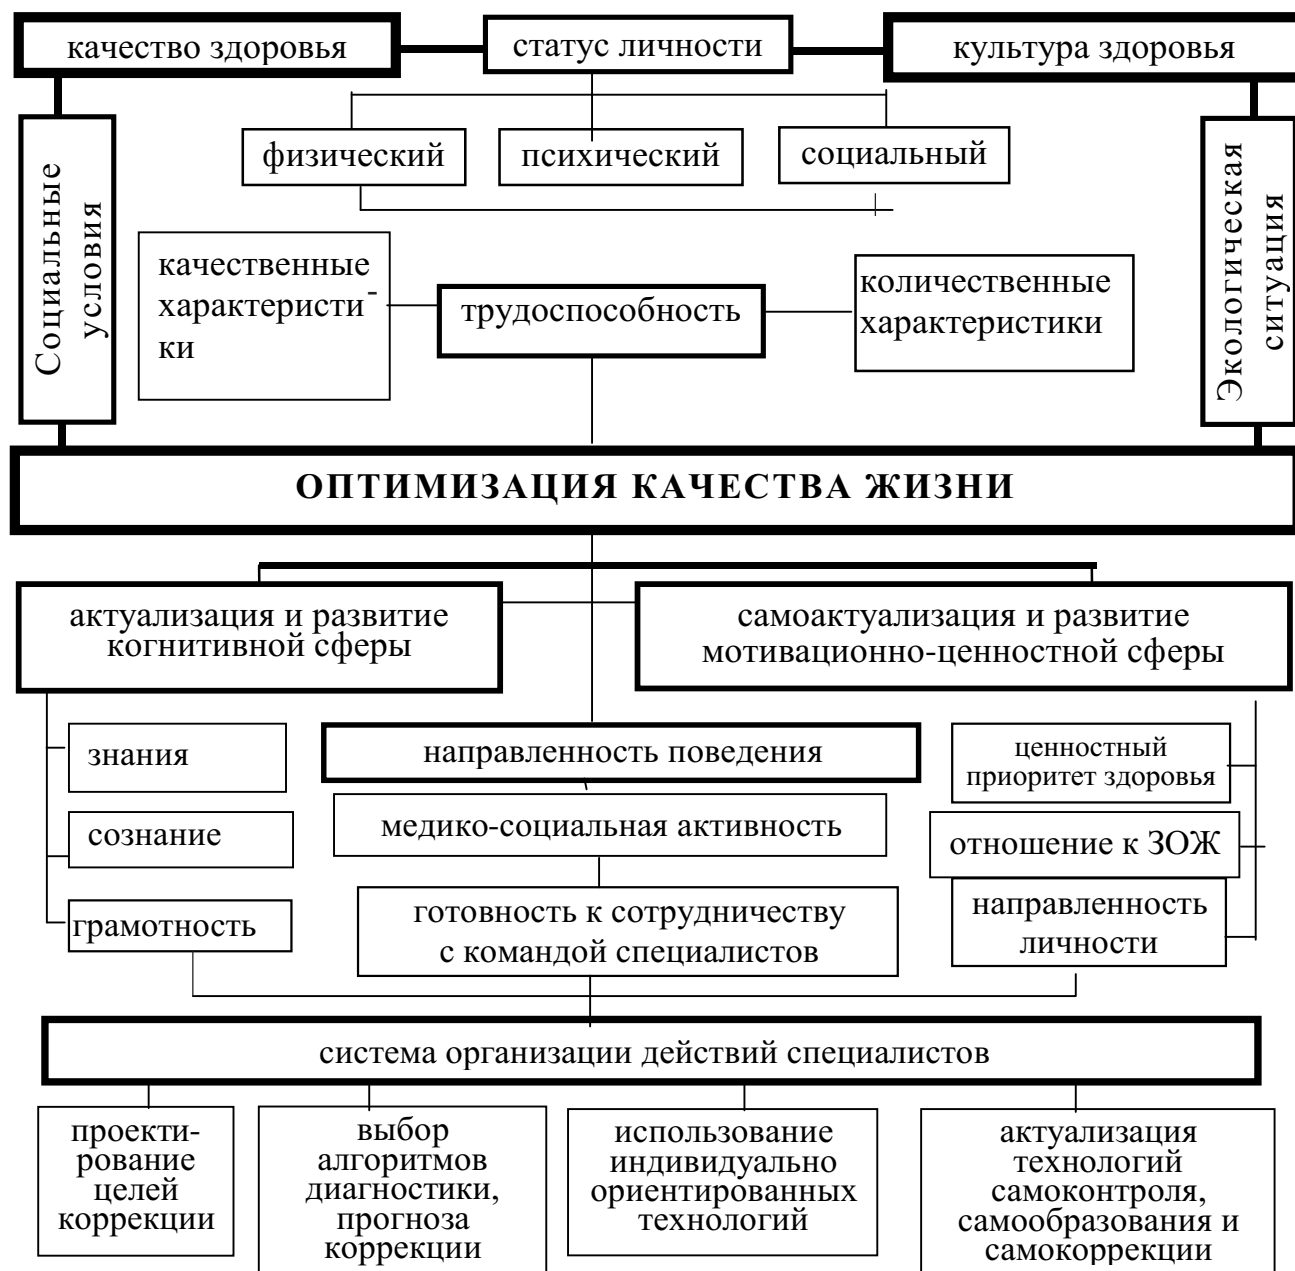 качество здоровья
статус личности
культура здоровья
физический
психический
социальный
Социальные
условия
Экологическая
ситуация
качественные
характеристи-
ки
трудоспособность
количественные
характеристики
ОПТИМИЗАЦИЯ КАЧЕСТВА ЖИЗНИ
актуализация и развитие
когнитивной сферы
самоактуализация и развитие
мотивационно-ценностной сферы
знания
сознание
грамотность
направленность поведения
медико-социальная активность
готовность к сотрудничеству
с командой специалистов
ценностный
приоритет здоровья
отношение к ЗОЖ
направленность
личности
система организации действий специалистов
проекти-
рование
целей
коррекции
выбор
алгоритмов
диагностики,
прогноза
коррекции
использование
индивидуально
ориентированных
технологий
актуализация
технологий
самоконтроля,
самообразования и
самокоррекции